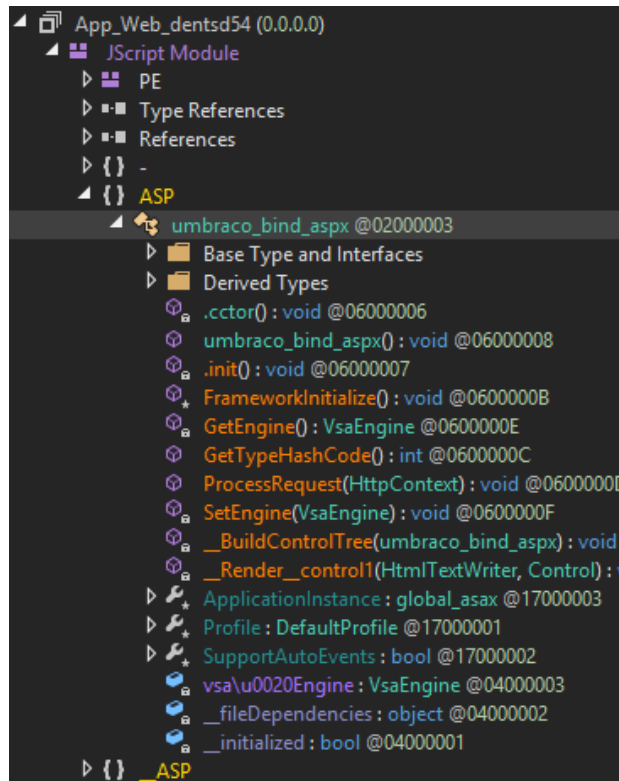 App_Web_dentsd54 (0.0.0.0)
JScript Module
PE
Type References
References
{ } -
{ } ASP
umbraco_bind_aspx @02000003
Base Type and Interfaces
Derived Types
.cctor() : void @06000006
umbraco_bind_aspx() : void @06000008
.init() : void @06000007
FrameworkInitialize() : void @0600000B
GetEngine() : VsaEngine @0600000E
GetTypeHashCode() : int @0600000C
ProcessRequest(HttpContext) : void @0600000D
SetEngine(VsaEngine) : void @0600000F
__BuildControlTree(umbraco_bind_aspx) : void
__Render__control1(HtmlTextWriter, Control) :
ApplicationInstance : global_asax @17000003
Profile : DefaultProfile @17000001
SupportAutoEvents : bool @17000002
vsa\u0020Engine : VsaEngine @04000003
__fileDependencies : object @04000002
__initialized : bool @04000001
{ } __ASP